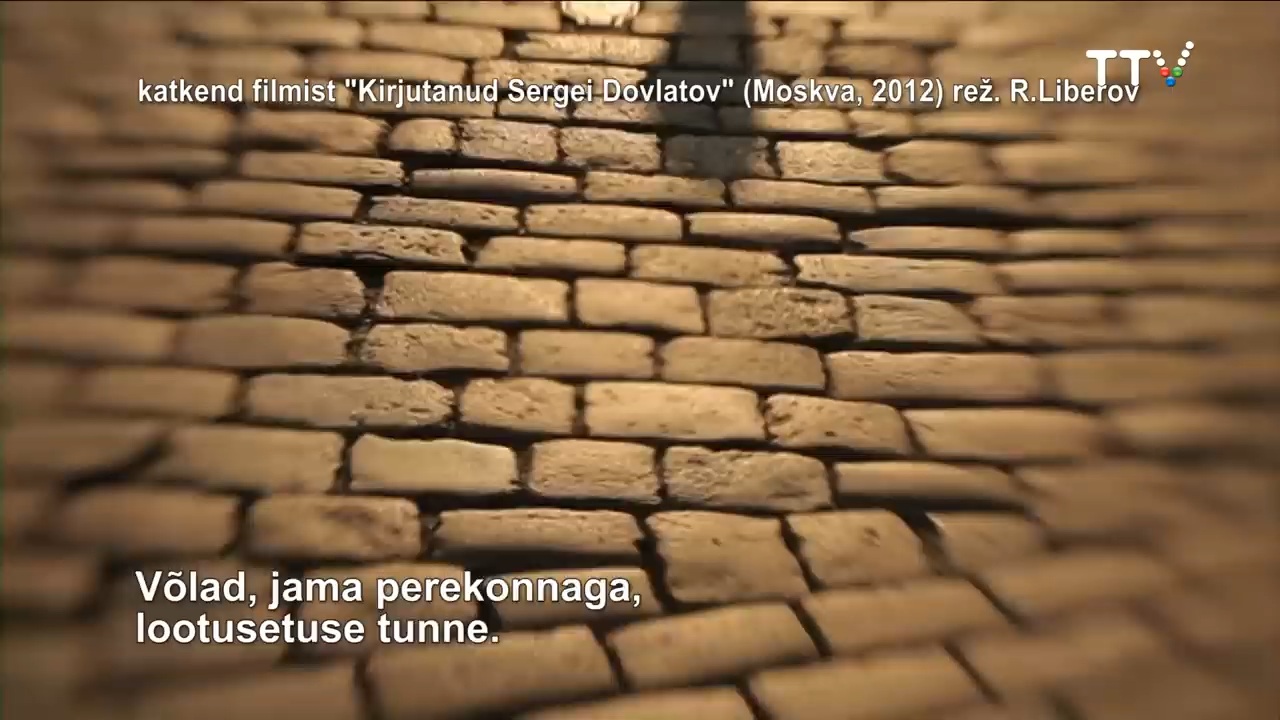 TTV
katkend filmist "Kirjutanud Sergei Dovlatov" (Moskva, 2012) rež. R.Liberov
Võlad, jama perekonnaga,
lootusetuse tunne.